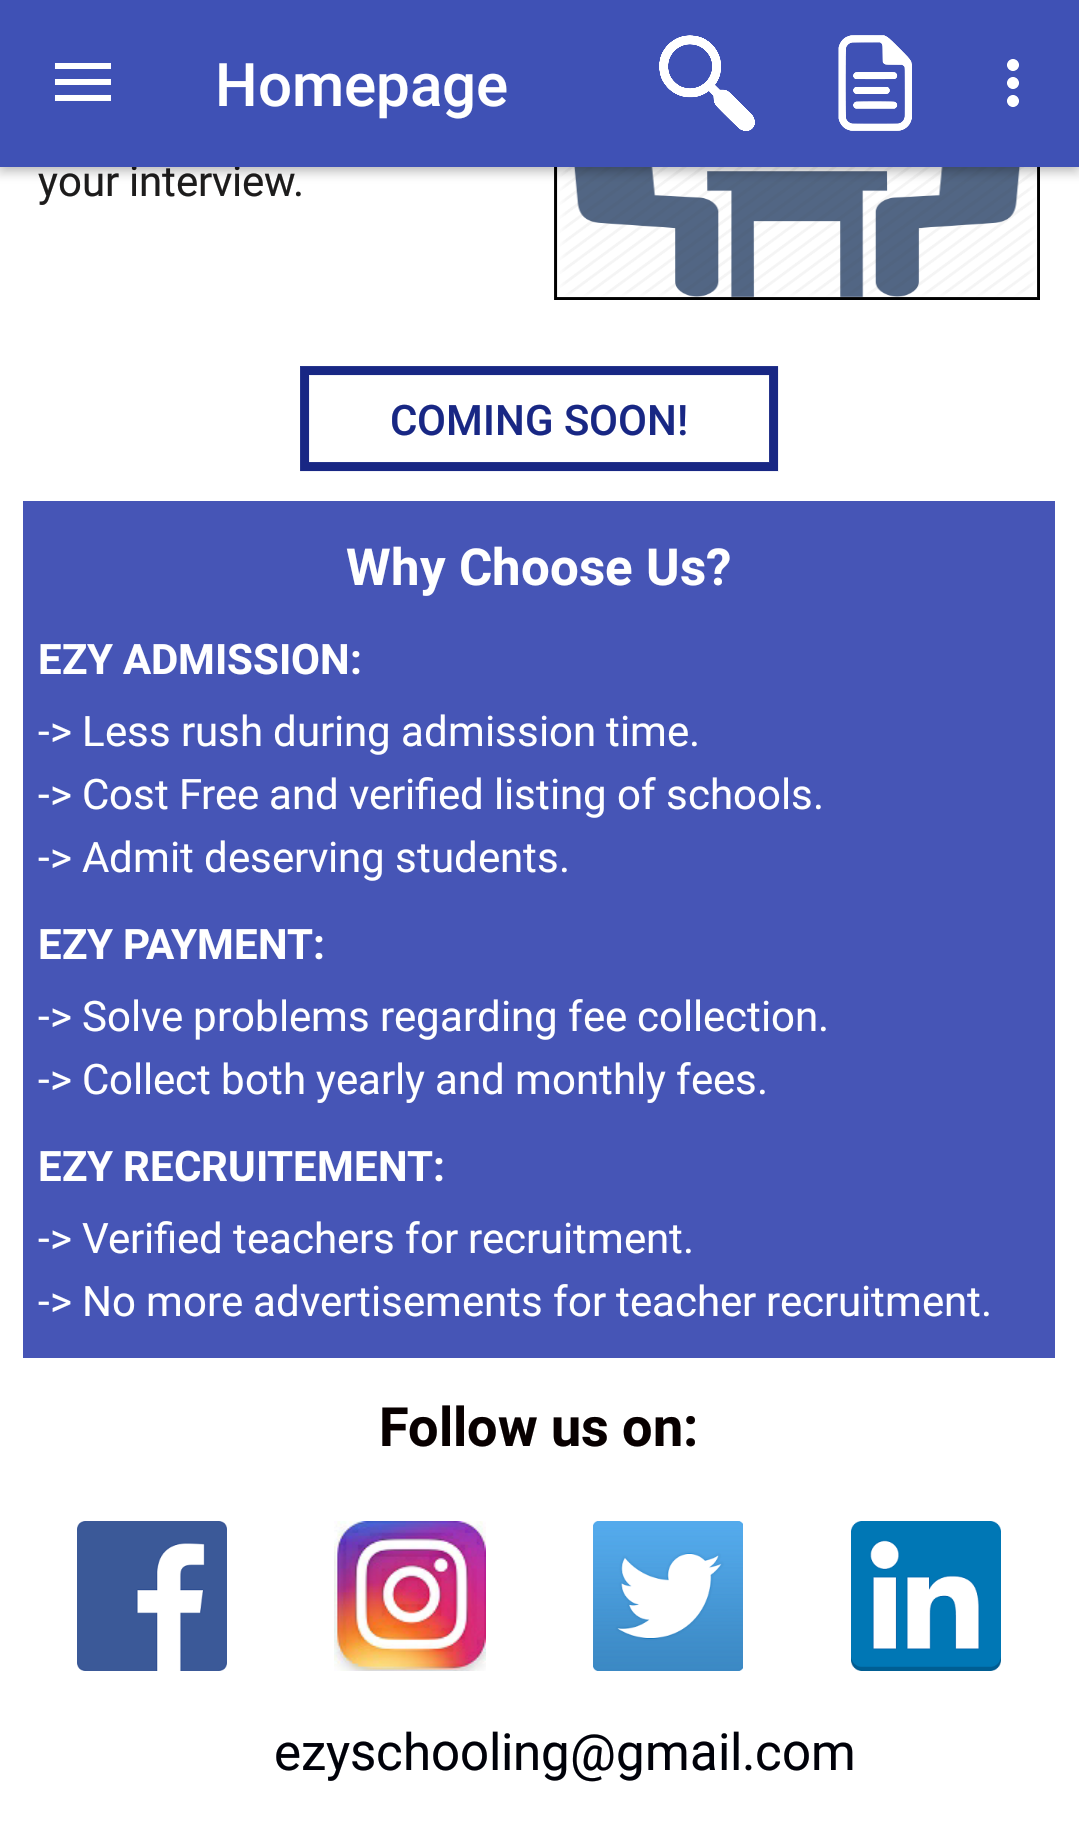 Homepage
your interview.
COMING SOON!
Why Choose Us?
EZY ADMISSION:
-> Less rush during admission time.
-> Cost Free and verified listing of schools.
-> Admit deserving students.
EZY PAYMENT:
-> Solve problems regarding fee collection.
-> Collect both yearly and monthly fees.
EZY RECRUITEMENT:
-> Verified teachers for recruitment.
-> No more advertisements for teacher recruitment.
Follow us on:
f
in
ezyschooling@gmail.com